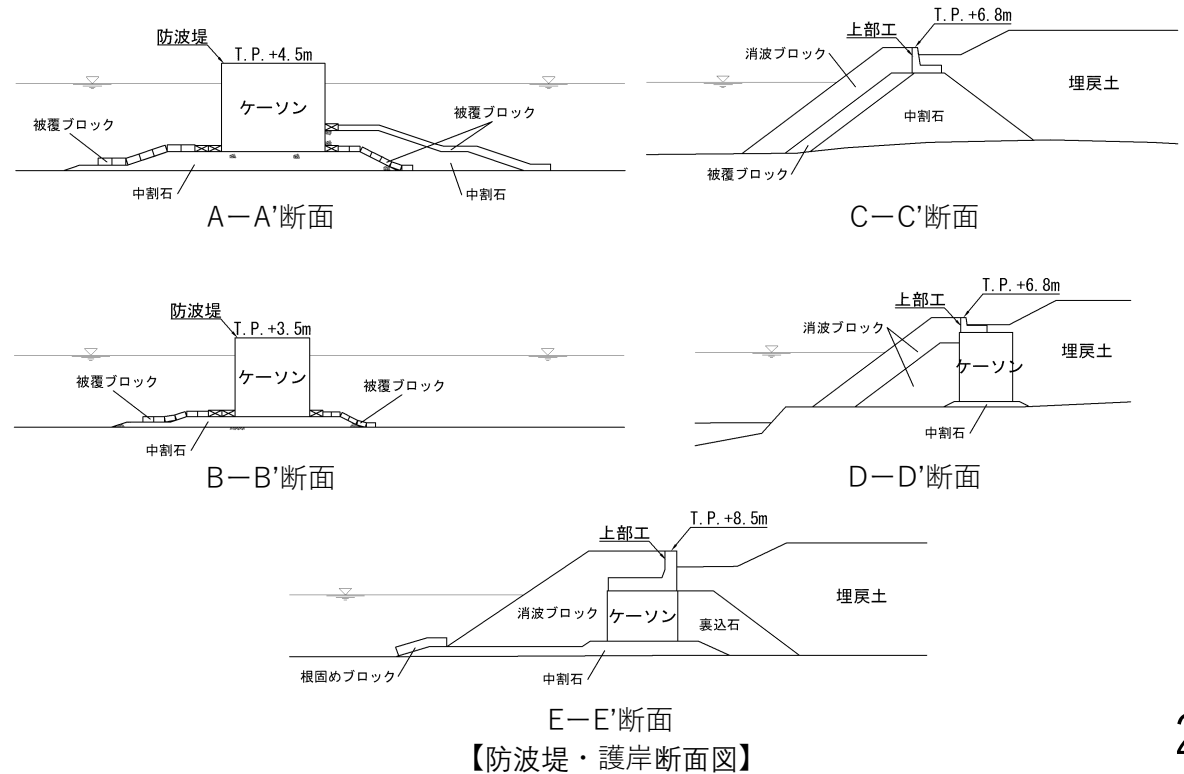 防波堤
T.P.+4.5m
ケーソン
被覆ブロック
被覆ブロック
中割石
中割石
A－A’断面
T.P.+6.8m
上部工
消波ブロック
埋戻土
中割石
被覆ブロック
C－C’断面
防波堤
T.P.+3.5m
ケーソン
被覆ブロック
被覆ブロック
中割石
B－B’断面
T.P.+6.8m
上部工
消波ブロック
埋戻土
ケーソン
中割石
D－D’断面
T.P.+8.5m
上部工
埋戻土
消波ブロック
ケーソン
裏込石
根固めブロック
中割石
E－E’断面
【防波堤・護岸断面図】